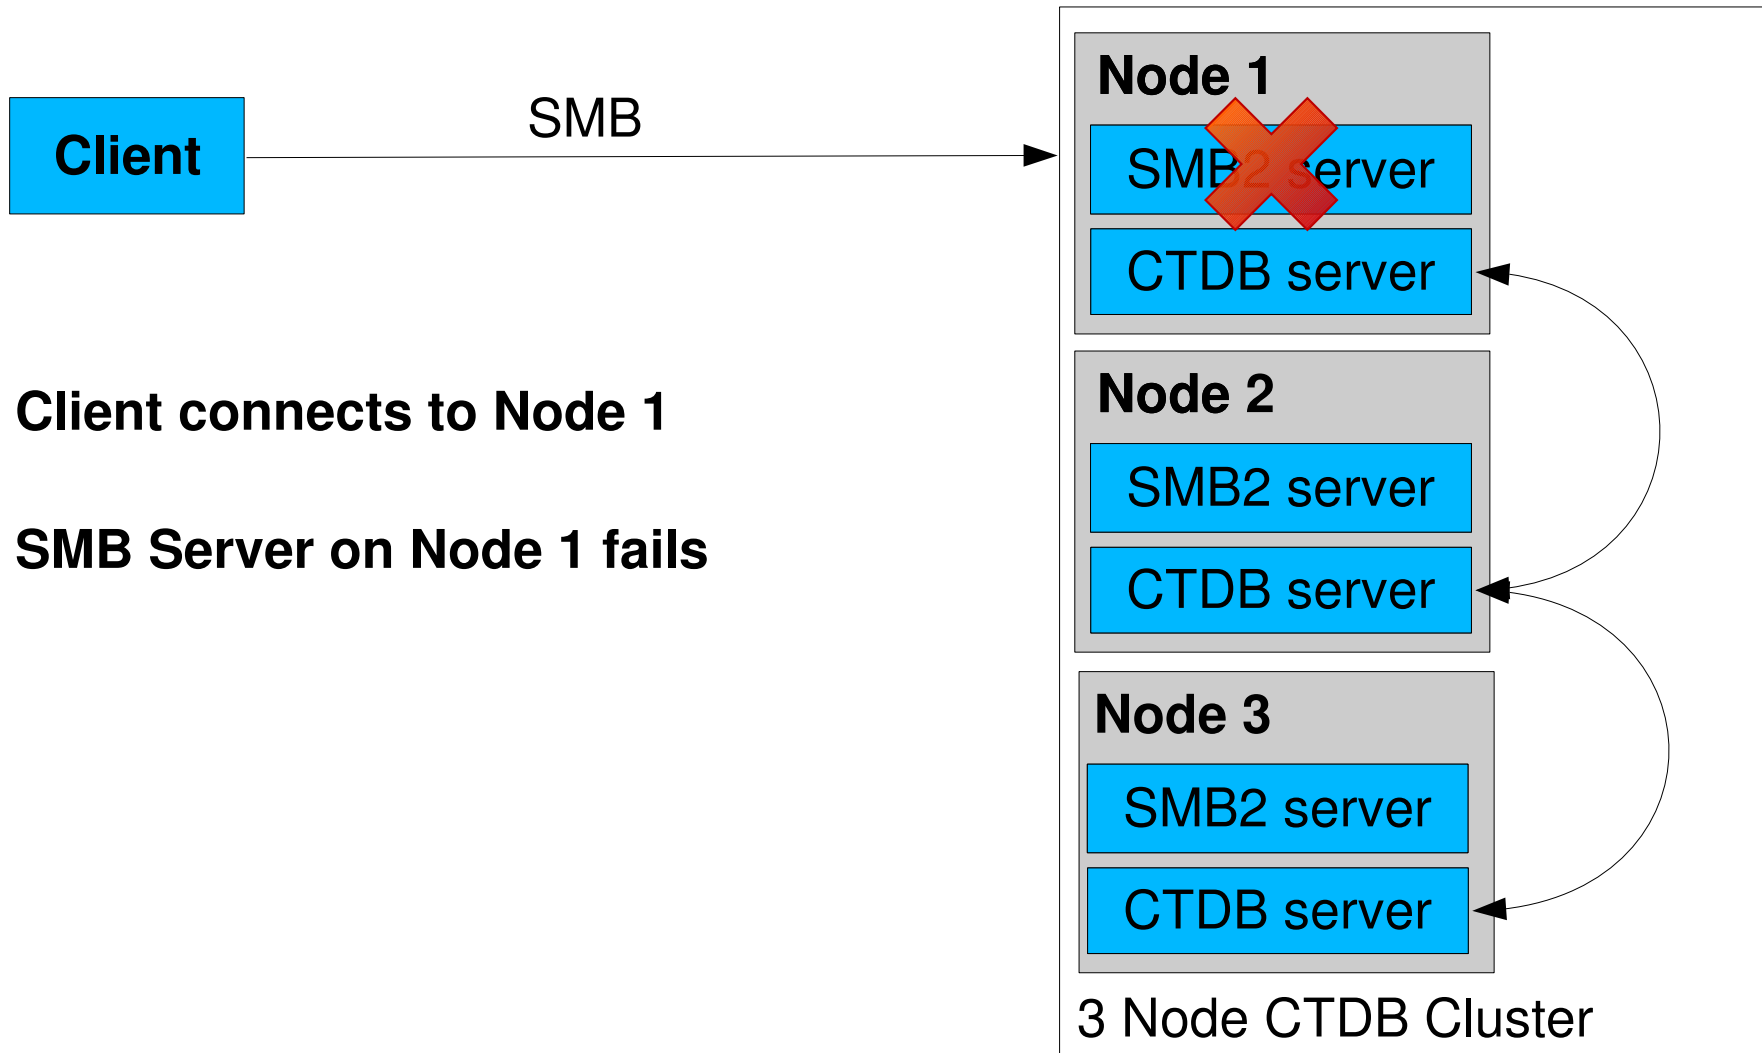 Client
SMB
Client connects to Node 1
SMB Server on Node 1 fails
Node 1
SMB2 server
CTDB server
Node 2
SMB2 server
CTDB server
Node 3
SMB2 server
CTDB server
3 Node CTDB Cluster